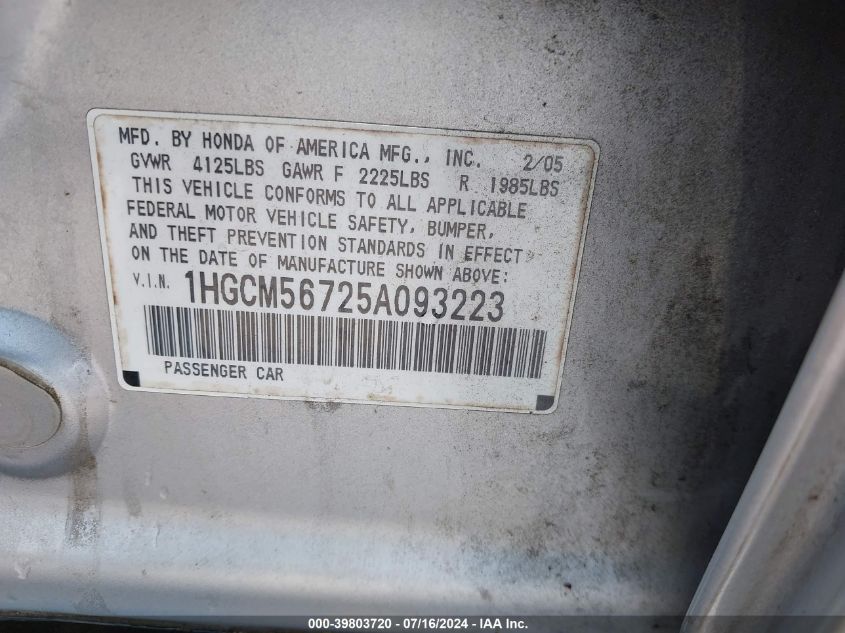 MFD. BY HONDA OF AMERICA MFG., INC. 2/05
GVWR 4125LBS GAWR F 2225LBS R 1985LBS
THIS VEHICLE CONFORMS TO ALL APPLICABLE
FEDERAL MOTOR VEHICLE SAFETY, BUMPER,
AND THEFT PREVENTION STANDARDS IN EFFECT
ON THE DATE OF MANUFACTURE SHOWN ABOVE:
V.I.N. 1HGCM56725A093223
PASSENGER CAR
000-39803720 - 07/16/2024 - IAA Inc.